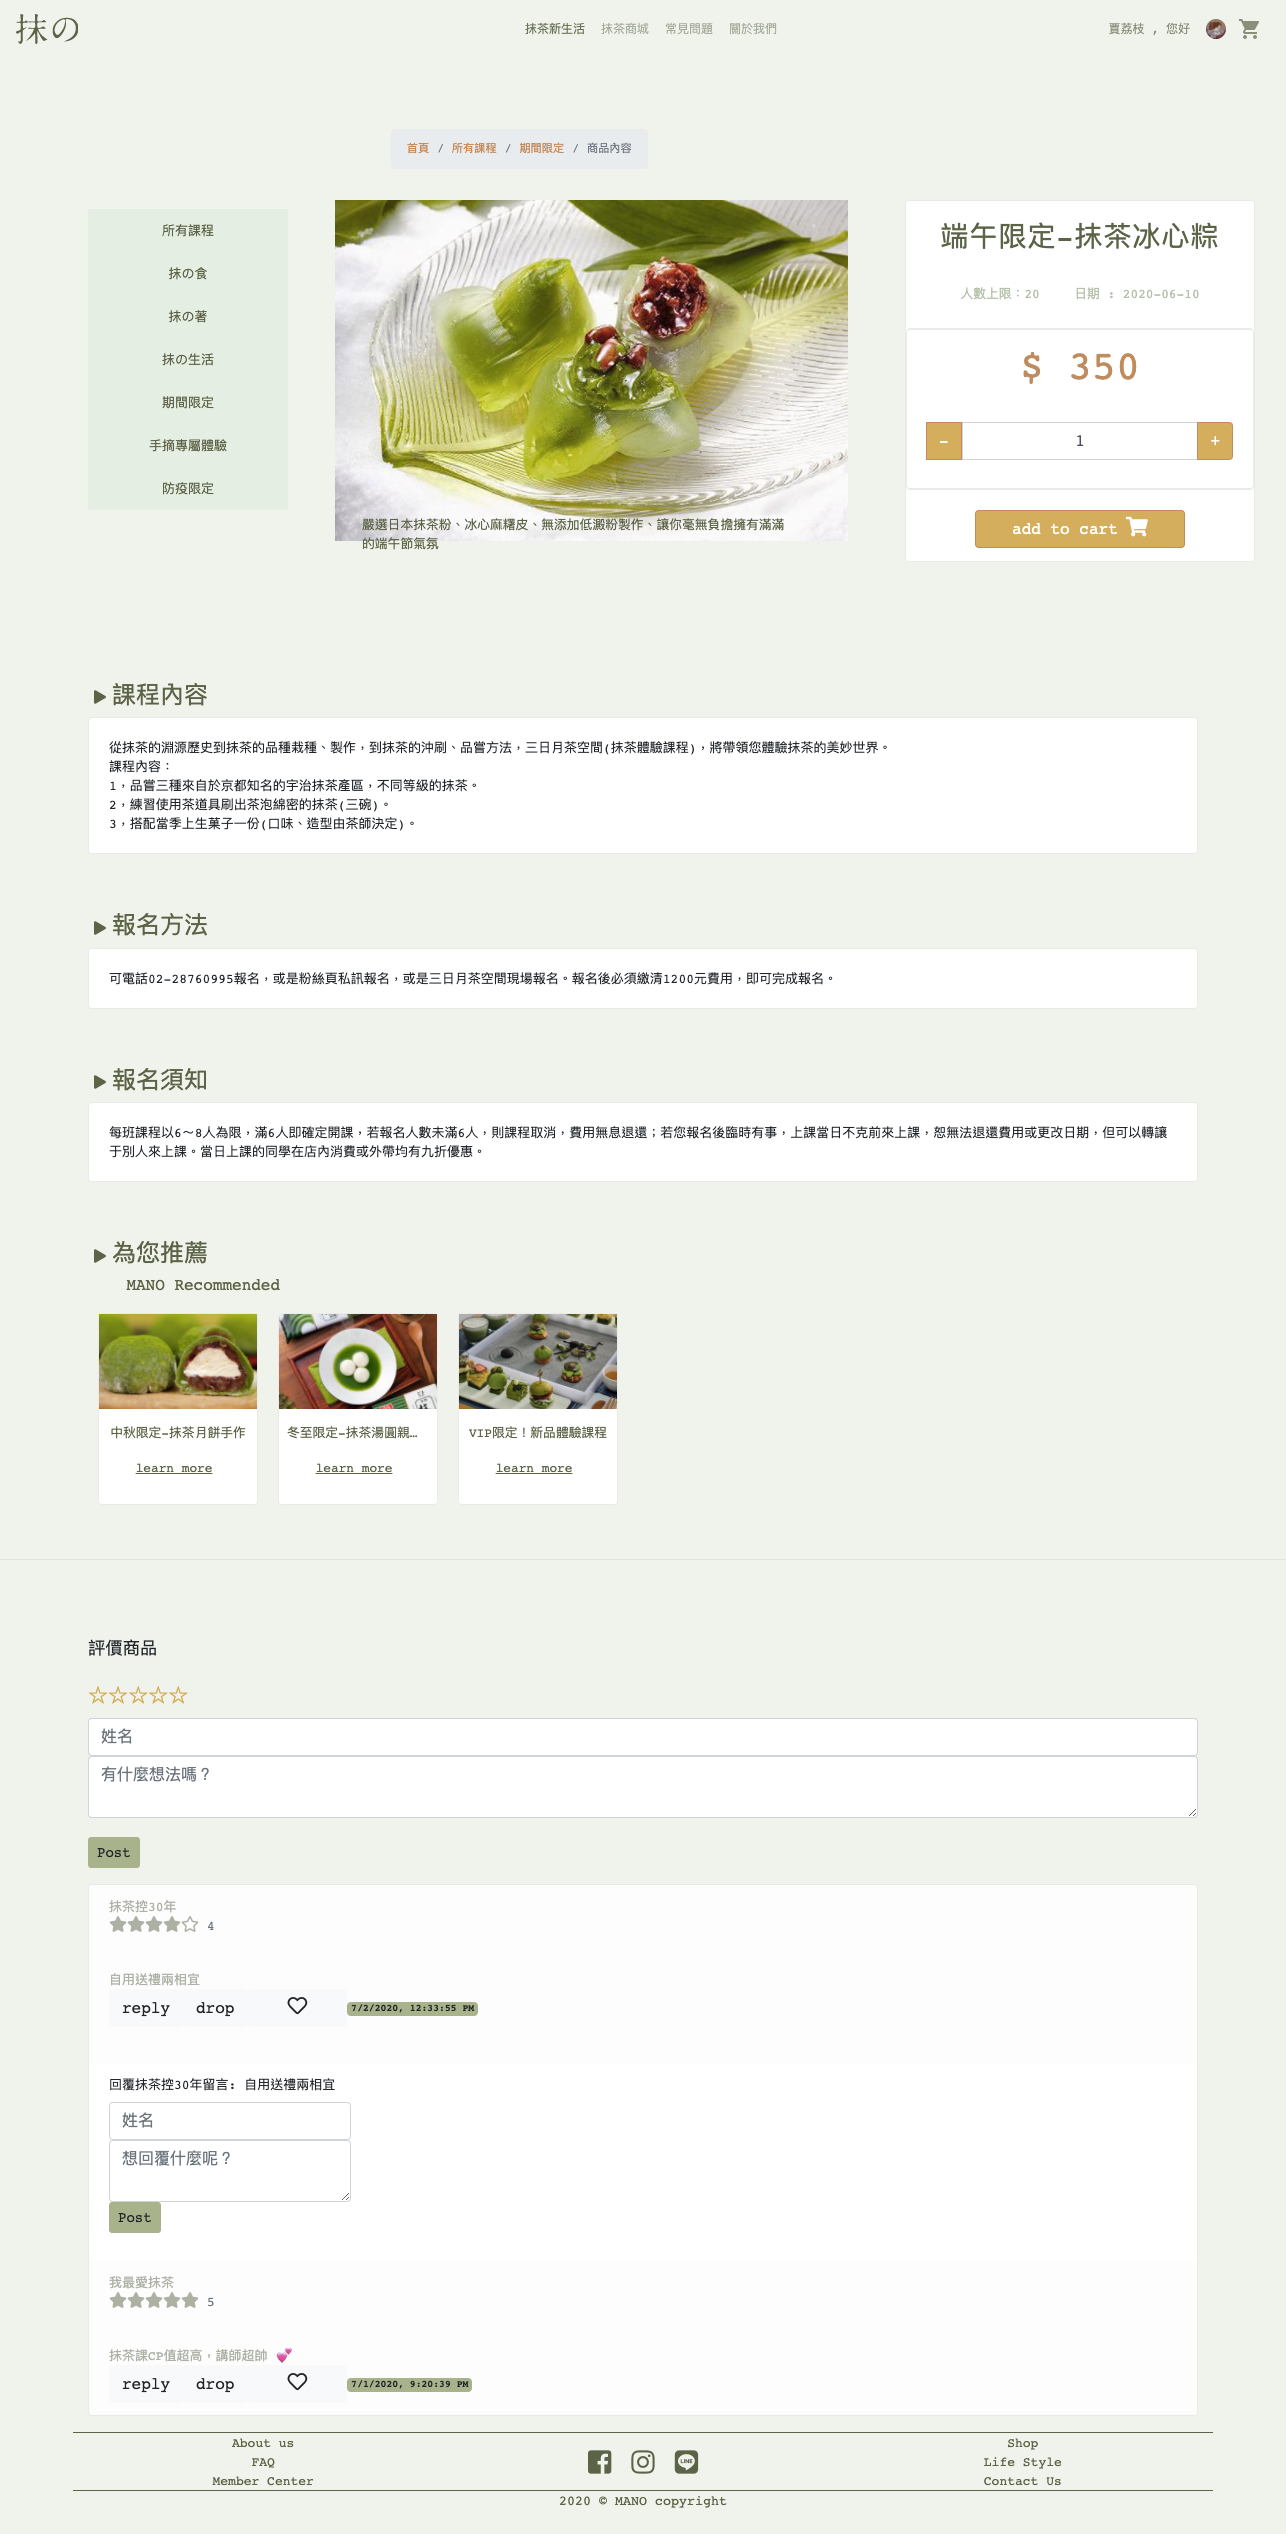 抹の
抹茶新生活 抹茶商城 常見問題 關於我們
賈荔枝 , 您好
首頁 / 所有課程 / 期間限定 / 商品內容
所有課程
抹の食
抹の著
抹の生活
期間限定
手摘專屬體驗
防疫限定
嚴選日本抹茶粉、冰心麻糬皮、無添加低澱粉製作、讓你毫無負擔擁有滿滿
的端午節氣氛
端午限定-抹茶冰心粽
人數上限：20 日期 : 2020-06-10
$ 350
- 1 +
add to cart
課程內容
從抹茶的淵源歷史到抹茶的品種栽種、製作，到抹茶的沖刷、品嘗方法，三日月茶空間(抹茶體驗課程)，將帶領您體驗抹茶的美妙世界。
課程內容：
1，品嘗三種來自於京都知名的宇治抹茶產區，不同等級的抹茶。
2，練習使用茶道具刷出茶泡綿密的抹茶(三碗)。
3，搭配當季上生菓子一份(口味、造型由茶師決定)。
報名方法
可電話02-28760995報名，或是粉絲頁私訊報名，或是三日月茶空間現場報名。報名後必須繳清1200元費用，即可完成報名。
報名須知
每班課程以6～8人為限，滿6人即確定開課，若報名人數未滿6人，則課程取消，費用無息退還；若您報名後臨時有事，上課當日不克前來上課，恕無法退還費用或更改日期，但可以轉讓
于別人來上課。當日上課的同學在店內消費或外帶均有九折優惠。
為您推薦
MANO Recommended
中秋限定-抹茶月餅手作
learn more
冬至限定-抹茶湯圓親…
learn more
VIP限定！新品體驗課程
learn more
評價商品
☆☆☆☆☆
姓名
有什麼想法嗎？
Post
抹茶控30年
★★★★☆ 4
自用送禮兩相宜
reply drop ♡ 7/2/2020, 12:33:55 PM
回覆抹茶控30年留言: 自用送禮兩相宜
姓名
想回覆什麼呢？
Post
我最愛抹茶
★★★★★ 5
抹茶課CP值超高，講師超帥 💕
reply drop ♡ 7/1/2020, 9:20:39 PM
About us
FAQ
Member Center
LINE
Shop
Life Style
Contact Us
2020 © MANO copyright